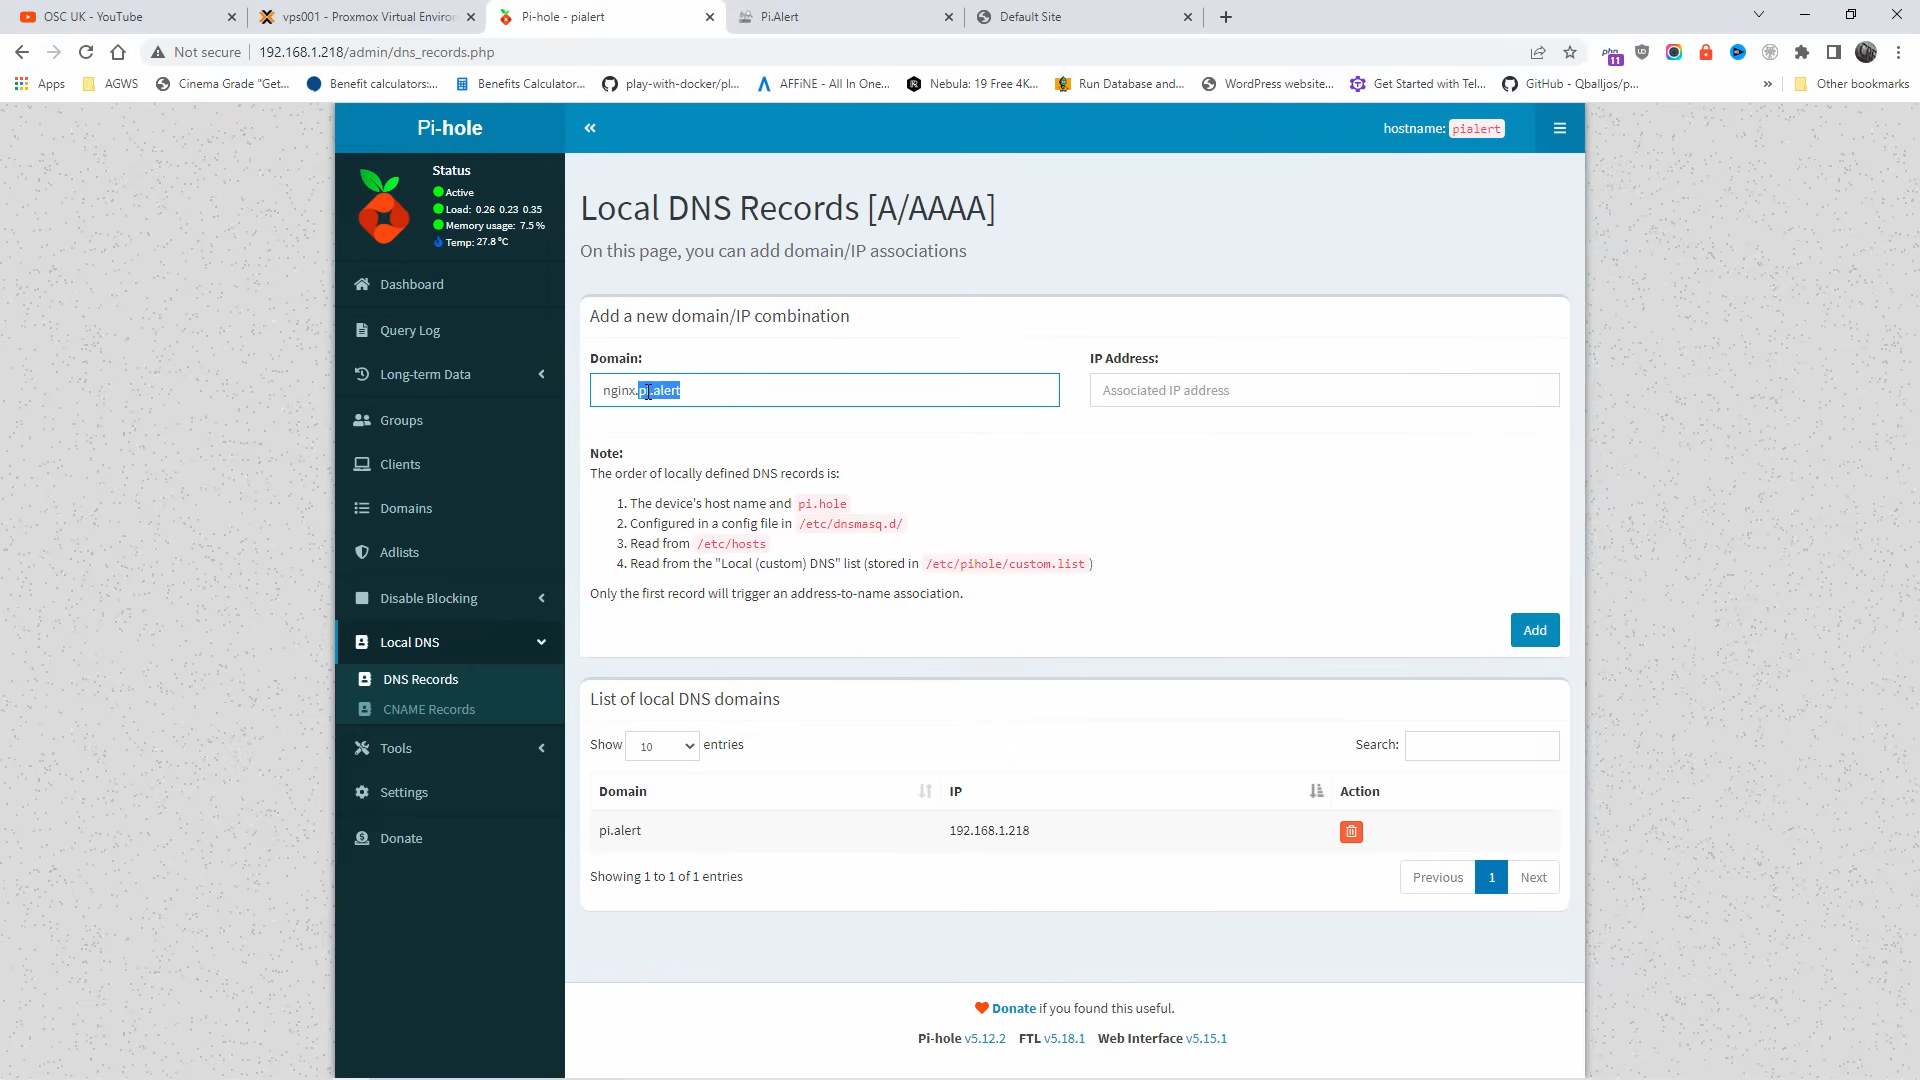 OSC UK - YouTube
vps001 - Proxmox Virtual Enviror
Pi-hole - pialert
Pi.Alert
Default Site
Not secure
192.168.1.218/admin/dns_records.php
php
11
Apps
AGWS
Cinema Grade "Get...
Benefit calculators:...
Benefits Calculator...
play-with-docker/pl...
AFFiNE - All In One...
Nebula: 19 Free 4K...
Run Database and...
WordPress website...
Get Started with Tel...
GitHub - Qballjos/p...
»
Other bookmarks
Pi-hole
«
hostname: pialert
Status
Active
Load: 0.26 0.23 0.35
Memory usage: 7.5 %
Temp: 27.8 °C
Dashboard
Query Log
Long-term Data
Groups
Clients
Domains
Adlists
Disable Blocking
Local DNS
DNS Records
CNAME Records
Tools
Settings
Donate
Local DNS Records [A/AAAA]
On this page, you can add domain/IP associations
Add a new domain/IP combination
Domain:
IP Address:
nginx.pi.alert
Associated IP address
Note:
The order of locally defined DNS records is:
1. The device's host name and pi.hole
2. Configured in a config file in /etc/dnsmasq.d/
3. Read from /etc/hosts
4. Read from the "Local (custom) DNS" list (stored in /etc/pihole/custom.list )
Only the first record will trigger an address-to-name association.
Add
List of local DNS domains
Show 10 entries
Search:
Domain
IP
Action
pi.alert
192.168.1.218
Showing 1 to 1 of 1 entries
Previous
1
Next
Donate if you found this useful.
Pi-hole v5.12.2 FTL v5.18.1 Web Interface v5.15.1